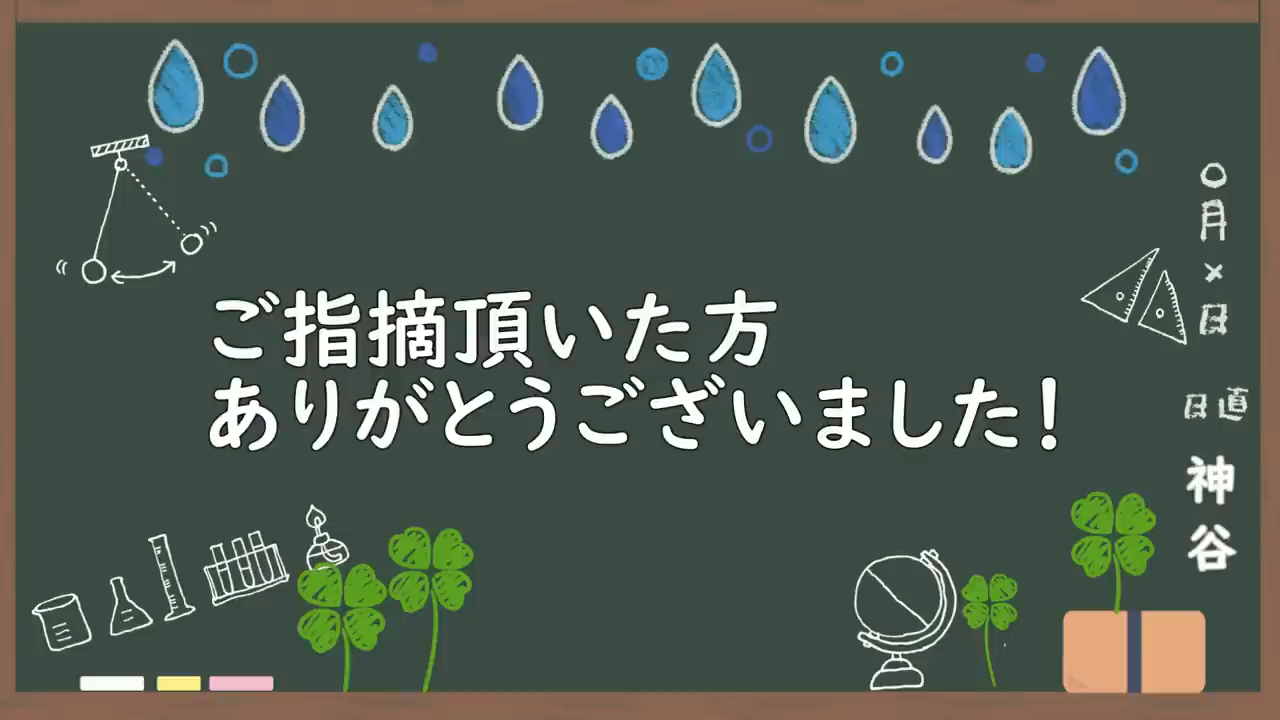 ご指摘頂いた方
ありがとうございました!
〇月×日
日直
神谷